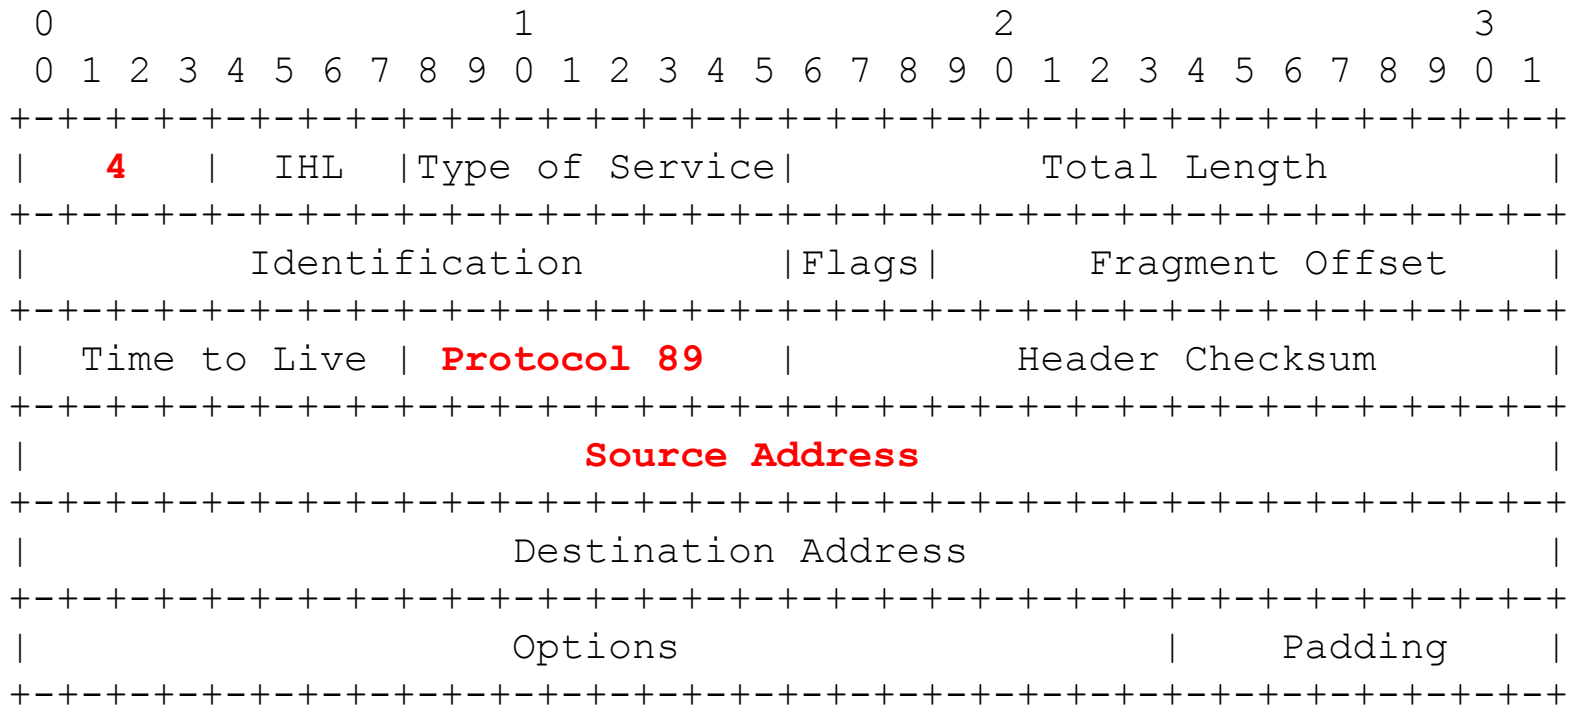 0                   1                   2                   3
 0 1 2 3 4 5 6 7 8 9 0 1 2 3 4 5 6 7 8 9 0 1 2 3 4 5 6 7 8 9 0 1
+-+-+-+-+-+-+-+-+-+-+-+-+-+-+-+-+-+-+-+-+-+-+-+-+-+-+-+-+-+-+-+-+
|   4   |  IHL  |Type of Service|          Total Length         |
+-+-+-+-+-+-+-+-+-+-+-+-+-+-+-+-+-+-+-+-+-+-+-+-+-+-+-+-+-+-+-+-+
|         Identification        |Flags|      Fragment Offset    |
+-+-+-+-+-+-+-+-+-+-+-+-+-+-+-+-+-+-+-+-+-+-+-+-+-+-+-+-+-+-+-+-+
|  Time to Live | Protocol 89   |         Header Checksum       |
+-+-+-+-+-+-+-+-+-+-+-+-+-+-+-+-+-+-+-+-+-+-+-+-+-+-+-+-+-+-+-+-+
|                       Source Address                          |
+-+-+-+-+-+-+-+-+-+-+-+-+-+-+-+-+-+-+-+-+-+-+-+-+-+-+-+-+-+-+-+-+
|                    Destination Address                        |
+-+-+-+-+-+-+-+-+-+-+-+-+-+-+-+-+-+-+-+-+-+-+-+-+-+-+-+-+-+-+-+-+
|                    Options                    |    Padding    |
+-+-+-+-+-+-+-+-+-+-+-+-+-+-+-+-+-+-+-+-+-+-+-+-+-+-+-+-+-+-+-+-+